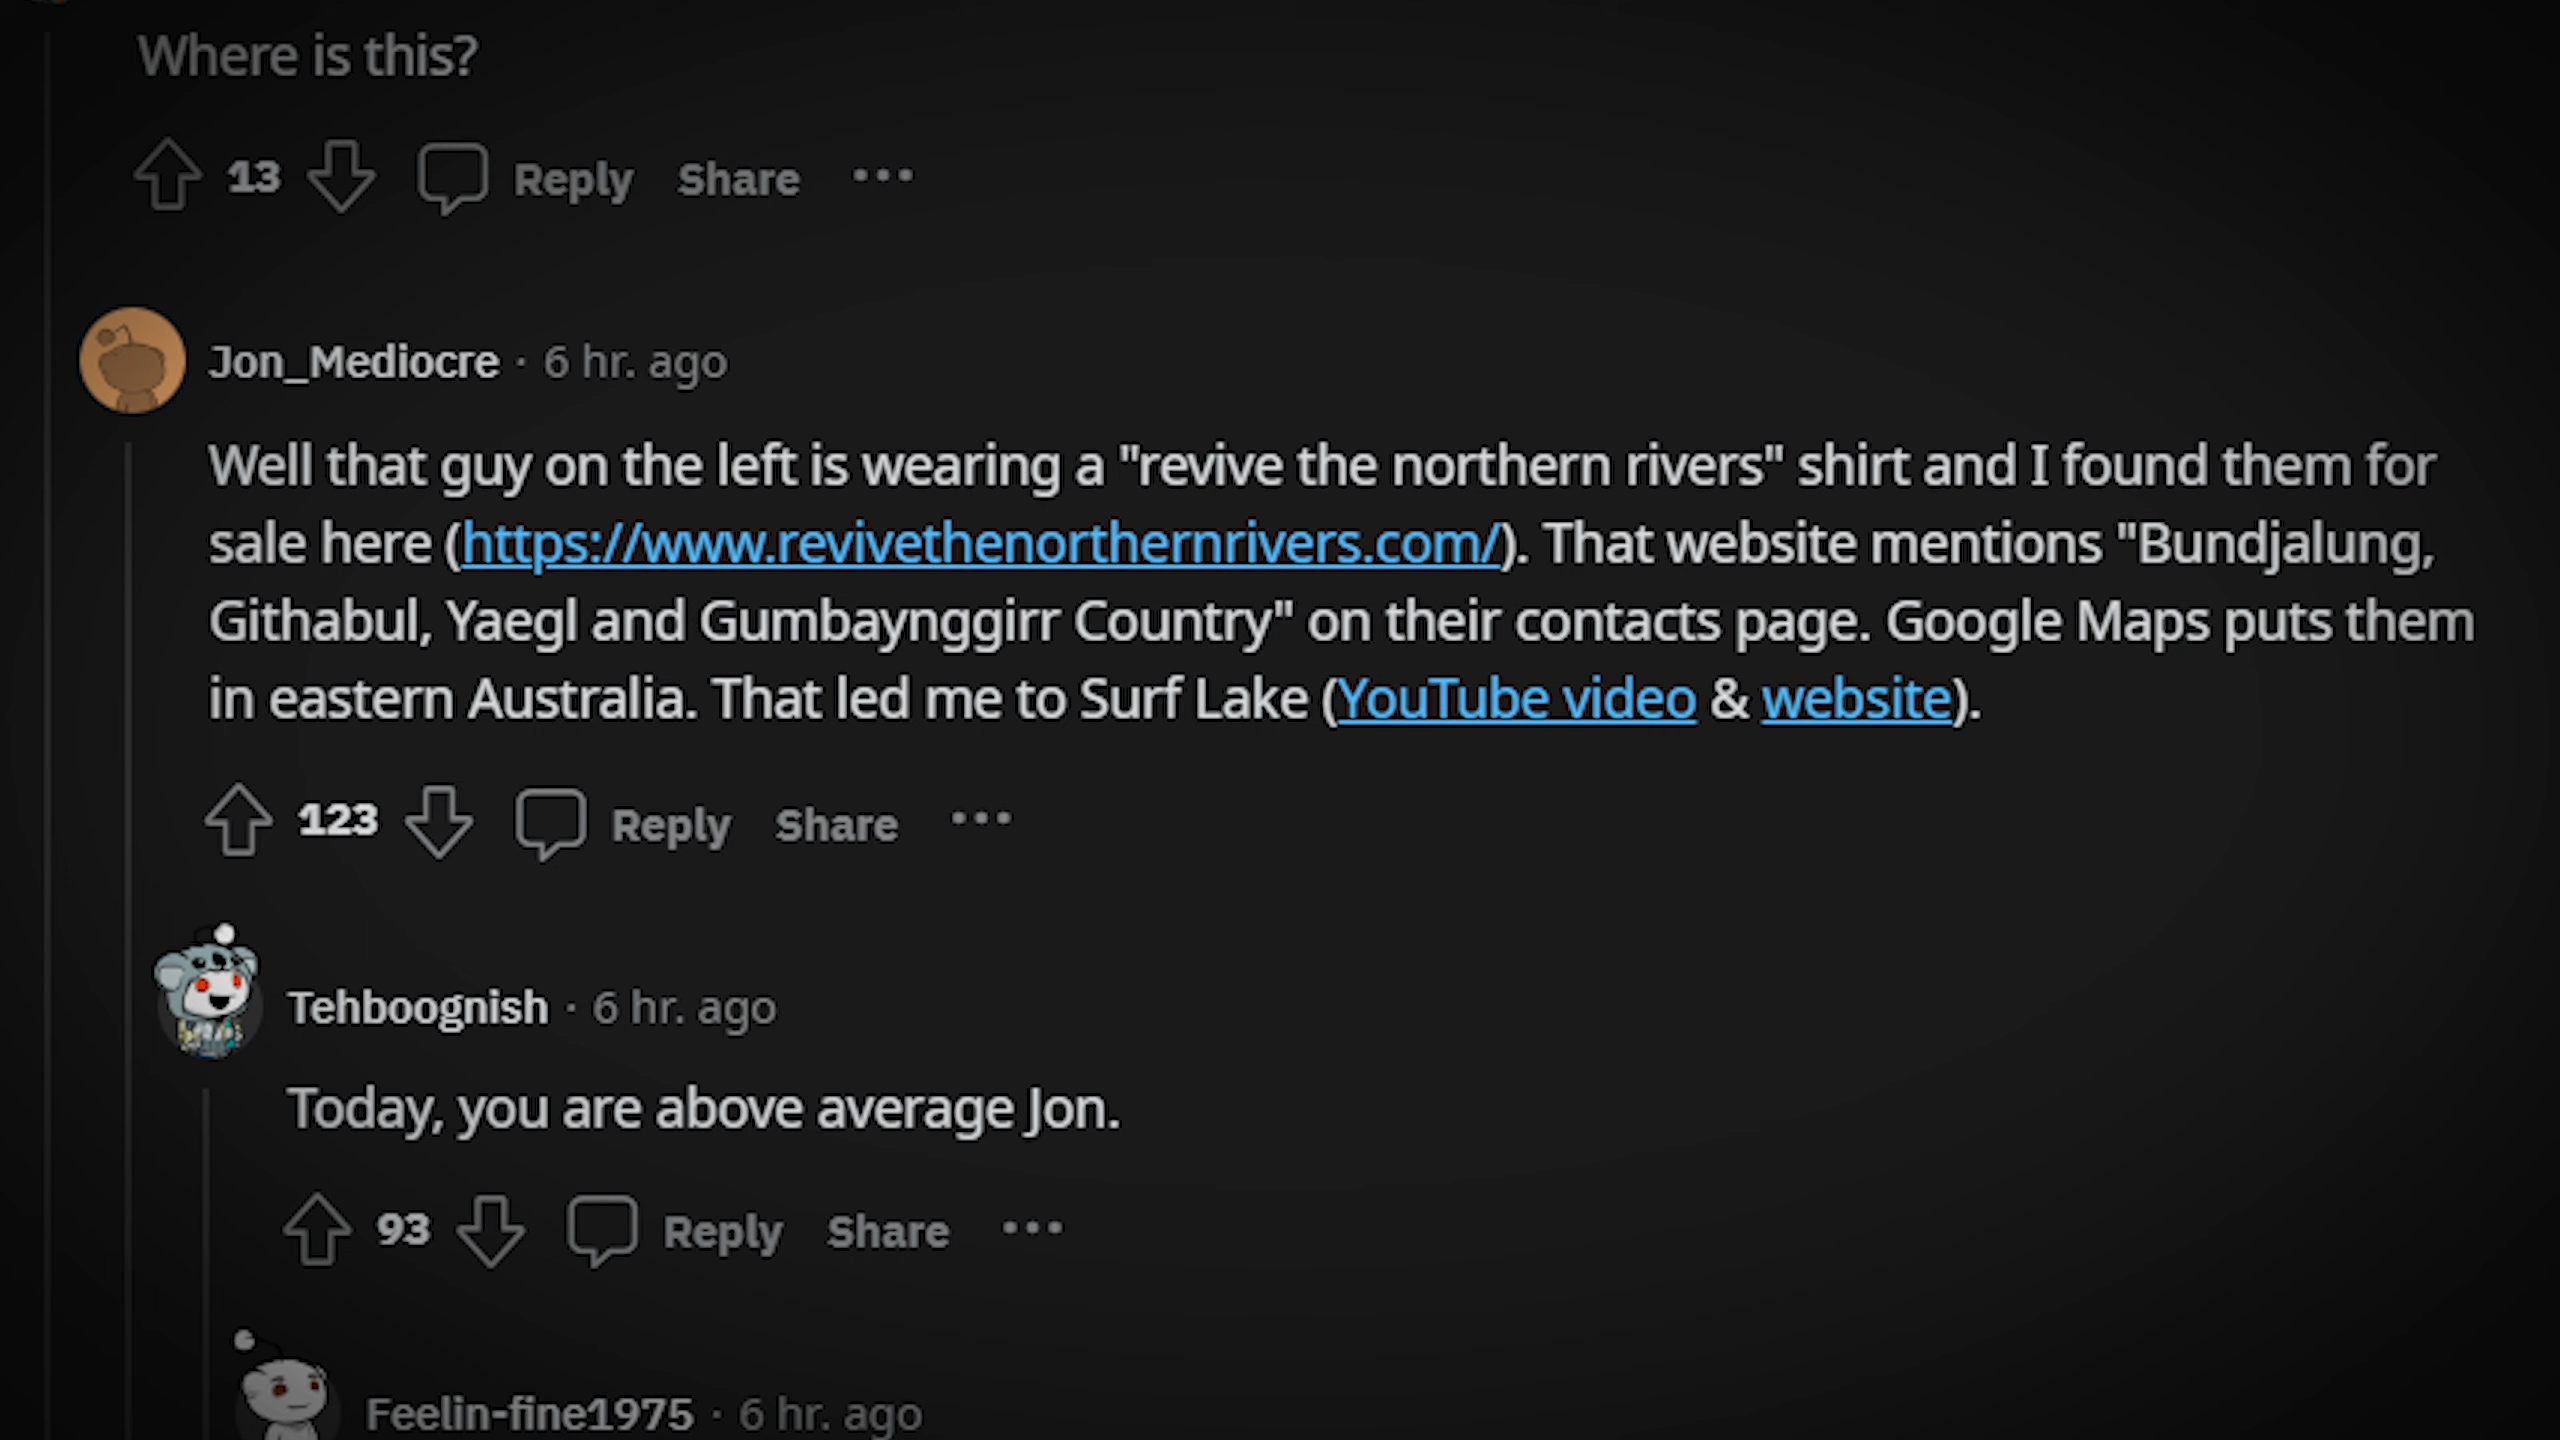 Where is this?
13 Reply Share ...
Jon_Mediocre · 6 hr. ago
Well that guy on the left is wearing a "revive the northern rivers" shirt and I found them for
sale here (https://www.revivethenorthernrivers.com/). That website mentions "Bundjalung,
Githabul, Yaegl and Gumbaynggirr Country" on their contacts page. Google Maps puts them
in eastern Australia. That led me to Surf Lake (YouTube video & website).
123 Reply Share ...
Tehboognish · 6 hr. ago
Today, you are above average Jon.
93 Reply Share ...
Feelin-fine1975 · 6 hr. ago